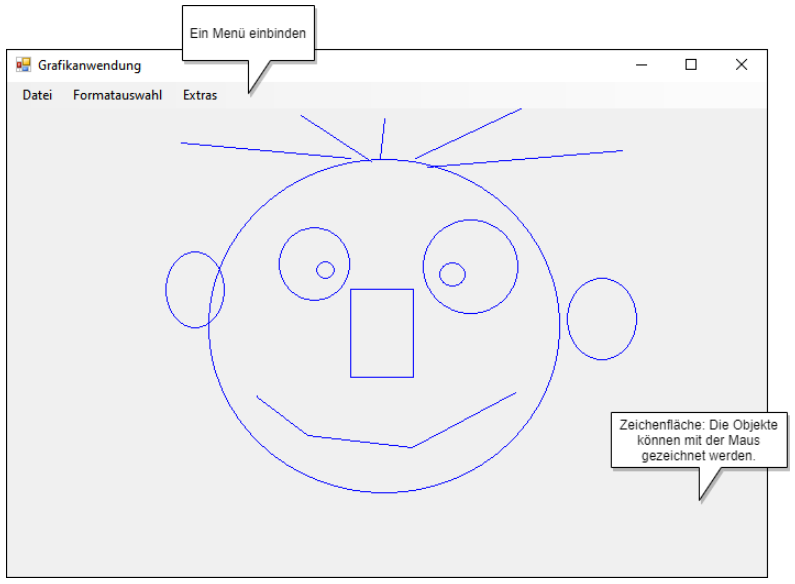 Ein Menü einbinden
Grafikanwendung
Datei Formatauswahl Extras
Zeichenfläche: Die Objekte
können mit der Maus
gezeichnet werden.